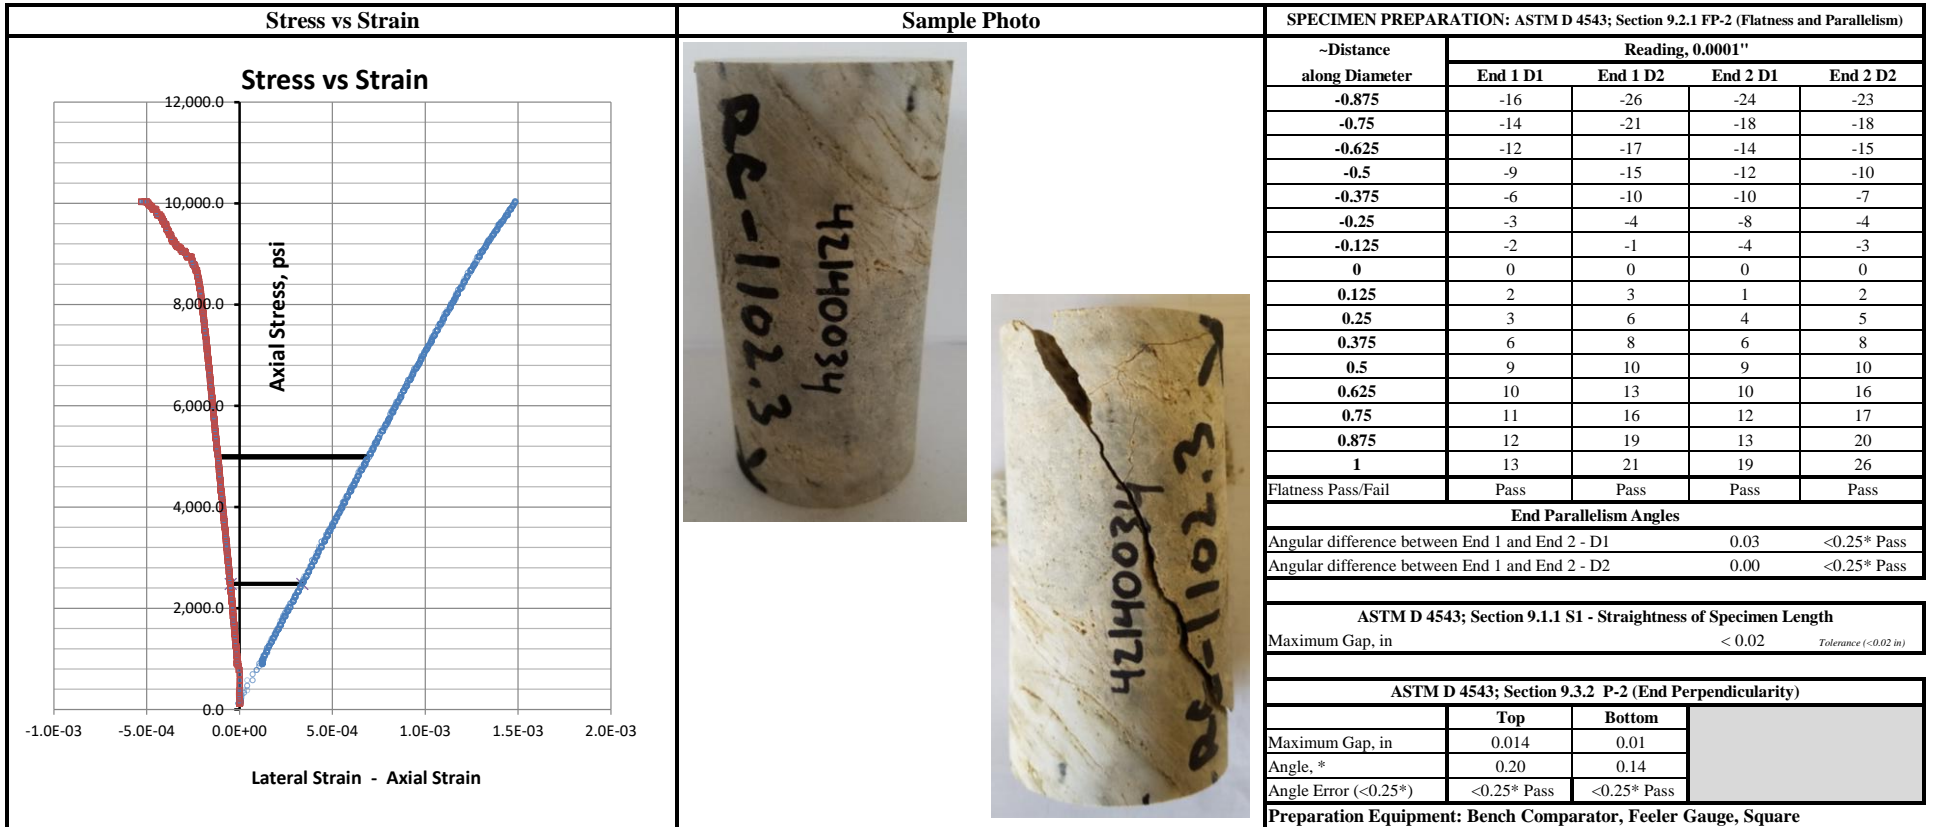 Stress vs Strain
Sample Photo
SPECIMEN PREPARATION: ASTM D 4543; Section 9.2.1 FP-2 (Flatness and Parallelism)
Stress vs Strain
12,000.0
10,000.0
8,000.0
6,000.0
4,000.0
2,000.0
0.0
Axial Stress, psi
-1.0E-03 -5.0E-04 0.0E+00 5.0E-04 1.0E-03 1.5E-03 2.0E-03
Lateral Strain - Axial Strain
-1102.3
42140034
42140034
-1102.3
~Distance Reading, 0.0001"
along Diameter End 1 D1 End 1 D2 End 2 D1 End 2 D2
-0.875 -16 -26 -24 -23
-0.75 -14 -21 -18 -18
-0.625 -12 -17 -14 -15
-0.5 -9 -15 -12 -10
-0.375 -6 -10 -10 -7
-0.25 -3 -4 -8 -4
-0.125 -2 -1 -4 -3
0 0 0 0 0
0.125 2 3 1 2
0.25 3 6 4 5
0.375 6 8 6 8
0.5 9 10 9 10
0.625 10 13 10 16
0.75 11 16 12 17
0.875 12 19 13 20
1 13 21 19 26
Flatness Pass/Fail Pass Pass Pass Pass
End Parallelism Angles
Angular difference between End 1 and End 2 - D1 0.03 <0.25* Pass
Angular difference between End 1 and End 2 - D2 0.00 <0.25* Pass
ASTM D 4543; Section 9.1.1 S1 - Straightness of Specimen Length
Maximum Gap, in < 0.02 Tolerance (<0.02 in)
ASTM D 4543; Section 9.3.2 P-2 (End Perpendicularity)
Top Bottom
Maximum Gap, in 0.014 0.01
Angle, * 0.20 0.14
Angle Error (<0.25*) <0.25* Pass <0.25* Pass
Preparation Equipment: Bench Comparator, Feeler Gauge, Square